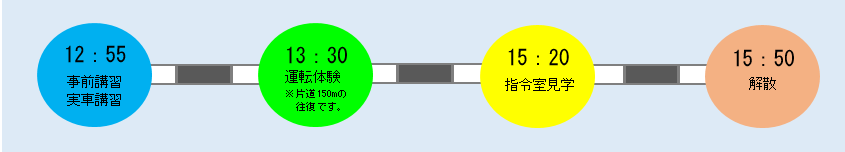 12：55
事前講習
実車講習
13：30
運転体験
※片道150mの
往復です。
15：20
指令室見学
15：50
解散